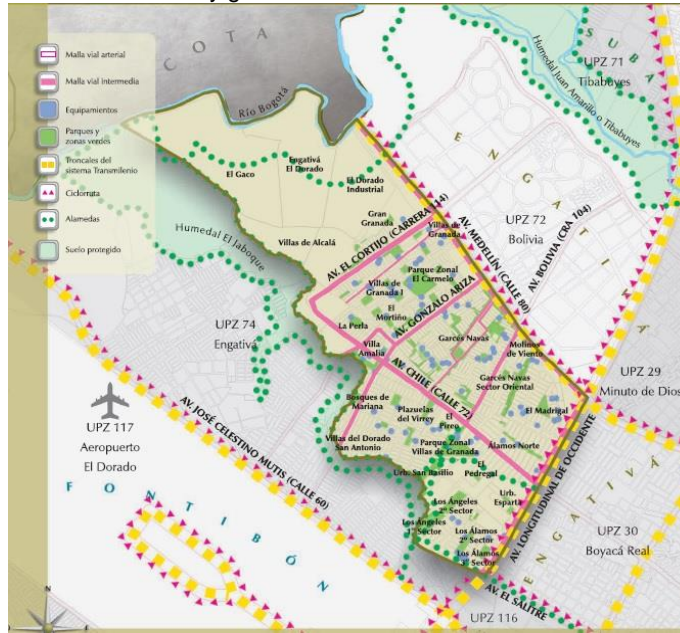 C O T A
Río Bogotá
Malla vial arterial
Malla vial intermedia
Equipamientos
Parques y
zonas verdes
Troncales del
sistema Transmilenio
Ciclorruta
Alamedas
Suelo protegido
SUBA
UPZ 71
Tibabuyes
Humedal Juan Amarillo o Tibabuyes
ENGATIVÁ
UPZ 72
Bolivia
AV. BOLIVIA (CRA 104)
AV. MEDELLÍN (CALLE 80)
El Gaco
Engativá
El Dorado
El Dorado
Industrial
Gran
Granada
Villas de
Granada
Villas de Alcalá
AV. EL CORTIJO (CARRERA 114)
Humedal El Jaboque
Parque Zonal
El Carmelo
Villas de
Granada I
El
Mortiño
AV. GONZALO ARIZA
La Perla
Garcés Navas
Molinos
de Viento
UPZ 74
Engativá
Villa
Amalia
AV. CHILE (CALLE 72)
Garcés Navas
Sector Oriental
UPZ 29
Minuto de Dios
Bosques de
Mariana
El Madrigal
Plazuelas
del Virrey
El
Pireo
UPZ 117
Aeropuerto
El Dorado
AV. JOSÉ CELESTINO MUTIS (CALLE 60)
Villas del Dorado
San Antonio
Parque Zonal
Villas de Granada
Álamos Norte
AV. LONGITUDINAL DE OCCIDENTE
Urb. San Basilio
El
Pedregal
Urb.
Esparta
FONTIBÓN
Los Ángeles
2º Sector
Los Ángeles
1º Sector
Los Álamos
2º Sector
Los Álamos
Sector
ENGATIVÁ
UPZ 30
Boyacá Real
AV. EL SALITRE
UPZ 116
N
E